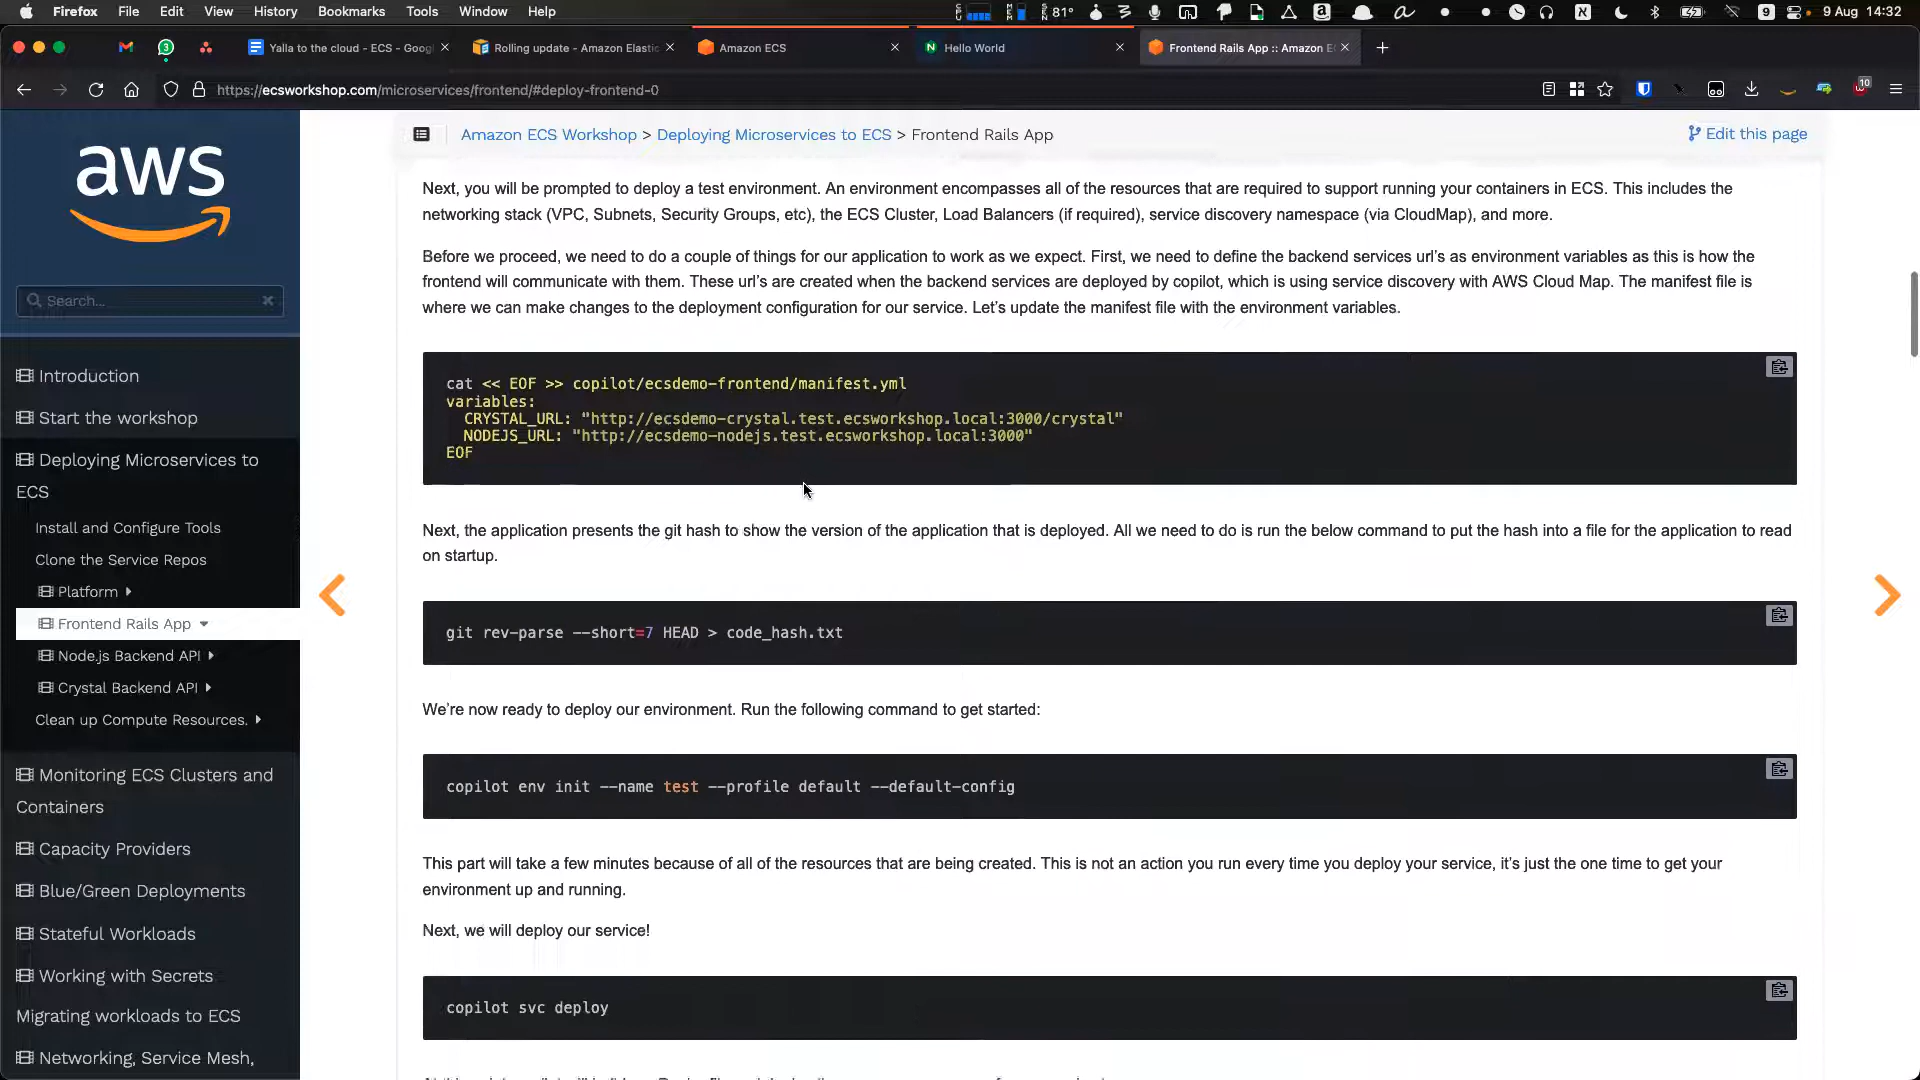 Firefox File Edit View History Bookmarks Tools Window Help 81° 9 9 Aug 14:32
Yalla to the cloud - ECS - Goog
Rolling update - Amazon Elastic
Amazon ECS
Hello World
Frontend Rails App :: Amazon E
https://ecsworkshop.com/microservices/frontend/#deploy-frontend-0
10
aws
Search...
Introduction
Start the workshop
Deploying Microservices to
ECS
Install and Configure Tools
Clone the Service Repos
Platform
Frontend Rails App
Node.js Backend API
Crystal Backend API
Clean up Compute Resources.
Monitoring ECS Clusters and
Containers
Capacity Providers
Blue/Green Deployments
Stateful Workloads
Working with Secrets
Migrating workloads to ECS
Networking, Service Mesh,
Amazon ECS Workshop > Deploying Microservices to ECS > Frontend Rails App
Edit this page
Next, you will be prompted to deploy a test environment. An environment encompasses all of the resources that are required to support running your containers in ECS. This includes the
networking stack (VPC, Subnets, Security Groups, etc), the ECS Cluster, Load Balancers (if required), service discovery namespace (via CloudMap), and more.
Before we proceed, we need to do a couple of things for our application to work as we expect. First, we need to define the backend services url's as environment variables as this is how the
frontend will communicate with them. These url's are created when the backend services are deployed by copilot, which is using service discovery with AWS Cloud Map. The manifest file is
where we can make changes to the deployment configuration for our service. Let's update the manifest file with the environment variables.
cat << EOF >> copilot/ecsdemo-frontend/manifest.yml
variables:
CRYSTAL_URL: "http://ecsdemo-crystal.test.ecsworkshop.local:3000/crystal"
NODEJS_URL: "http://ecsdemo-nodejs.test.ecsworkshop.local:3000"
EOF
Next, the application presents the git hash to show the version of the application that is deployed. All we need to do is run the below command to put the hash into a file for the application to read
on startup.
git rev-parse --short=7 HEAD > code_hash.txt
We're now ready to deploy our environment. Run the following command to get started:
copilot env init --name test --profile default --default-config
This part will take a few minutes because of all of the resources that are being created. This is not an action you run every time you deploy your service, it's just the one time to get your
environment up and running.
Next, we will deploy our service!
copilot svc deploy